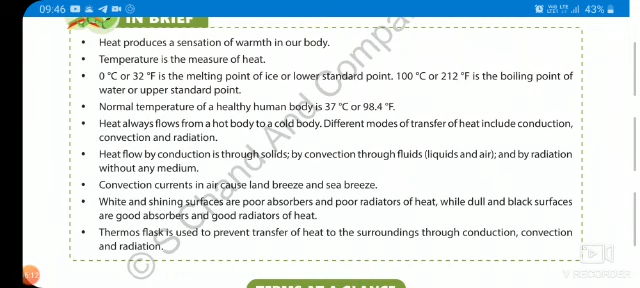 09:46
43%
IN BRIEF
• Heat produces a sensation of warmth in our body.
• Temperature is the measure of heat.
• 0 °C or 32 °F is the melting point of ice or lower standard point. 100 °C or 212 °F is the boiling point of
water or upper standard point.
• Normal temperature of a healthy human body is 37 °C or 98.4 °F.
• Heat always flows from a hot body to a cold body. Different modes of transfer of heat include conduction,
convection and radiation.
• Heat flow by conduction is through solids; by convection through fluids (liquids and air); and by radiation
without any medium.
• Convection currents in air cause land breeze and sea breeze.
• White and shining surfaces are poor absorbers and poor radiators of heat, while dull and black surfaces
are good absorbers and good radiators of heat.
• Thermos flask is used to prevent transfer of heat to the surroundings through conduction, convection
and radiation.
© S Chand And Compa
V RECORDER
TERMS AT A GLANCE